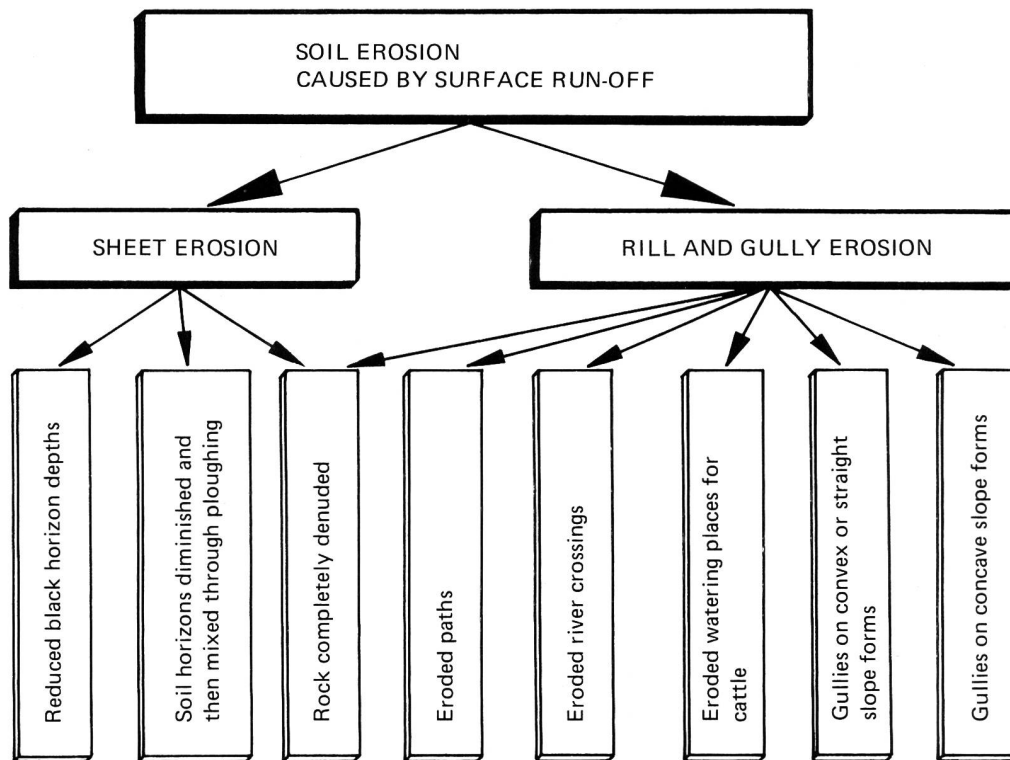 SOIL EROSION
CAUSED BY SURFACE RUN-OFF
SHEET EROSION
RILL AND GULLY EROSION
Reduced black horizon depths
Soil horizons diminished and
then mixed through ploughing
Rock completely denuded
Eroded paths
Eroded river crossings
Eroded watering places for
cattle
Gullies on convex or straight
slope forms
Gullies on concave slope forms